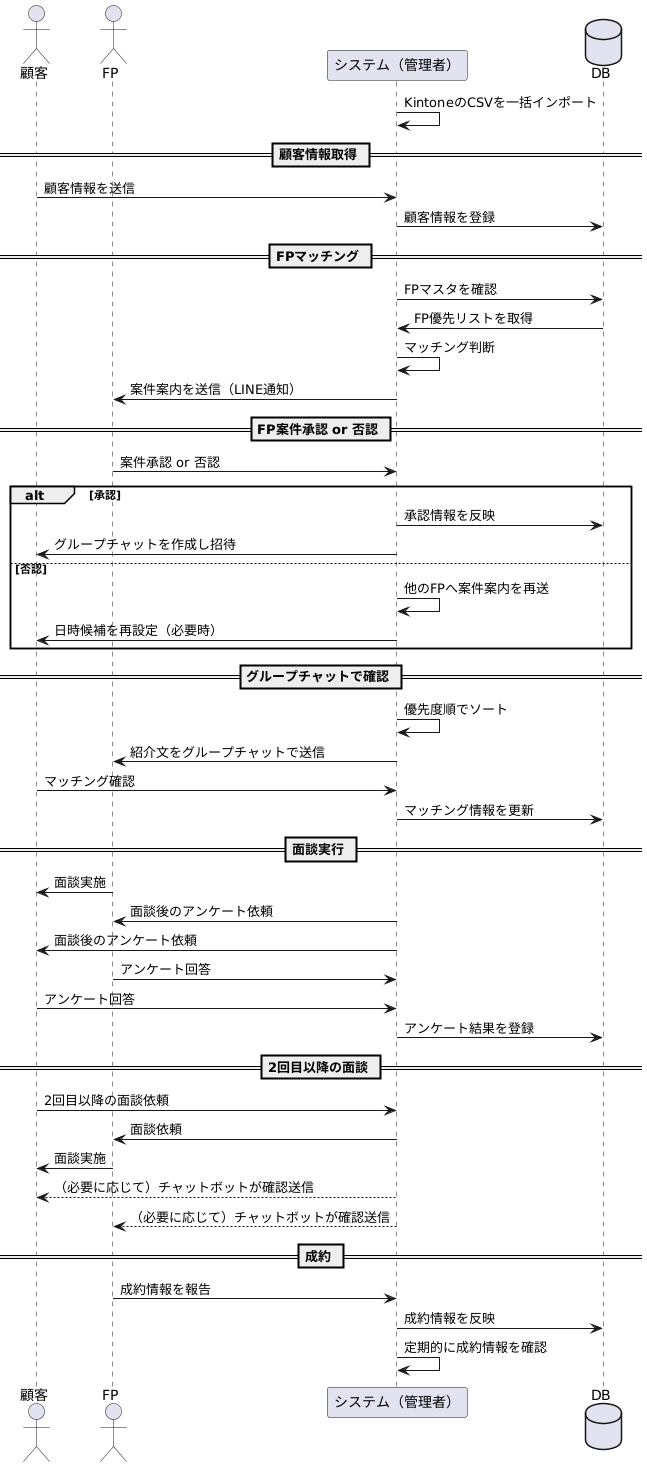 顧客
FP
システム（管理者）
DB
KintoneのCSVを一括インポート
顧客情報取得
顧客情報を送信
顧客情報を登録
FPマッチング
FPマスタを確認
FP優先リストを取得
マッチング判断
案件案内を送信（LINE通知）
FP案件承認 or 否認
案件承認 or 否認
alt [承認]
承認情報を反映
グループチャットを作成し招待
[否認]
他のFPへ案件案内を再送
日時候補を再設定（必要時）
グループチャットで確認
優先度順でソート
紹介文をグループチャットで送信
マッチング確認
マッチング情報を更新
面談実行
面談実施
面談後のアンケート依頼
面談後のアンケート依頼
アンケート回答
アンケート回答
アンケート結果を登録
2回目以降の面談
2回目以降の面談依頼
面談依頼
面談実施
（必要に応じて）チャットボットが確認送信
（必要に応じて）チャットボットが確認送信
成約
成約情報を報告
成約情報を反映
定期的に成約情報を確認
顧客
FP
システム（管理者）
DB